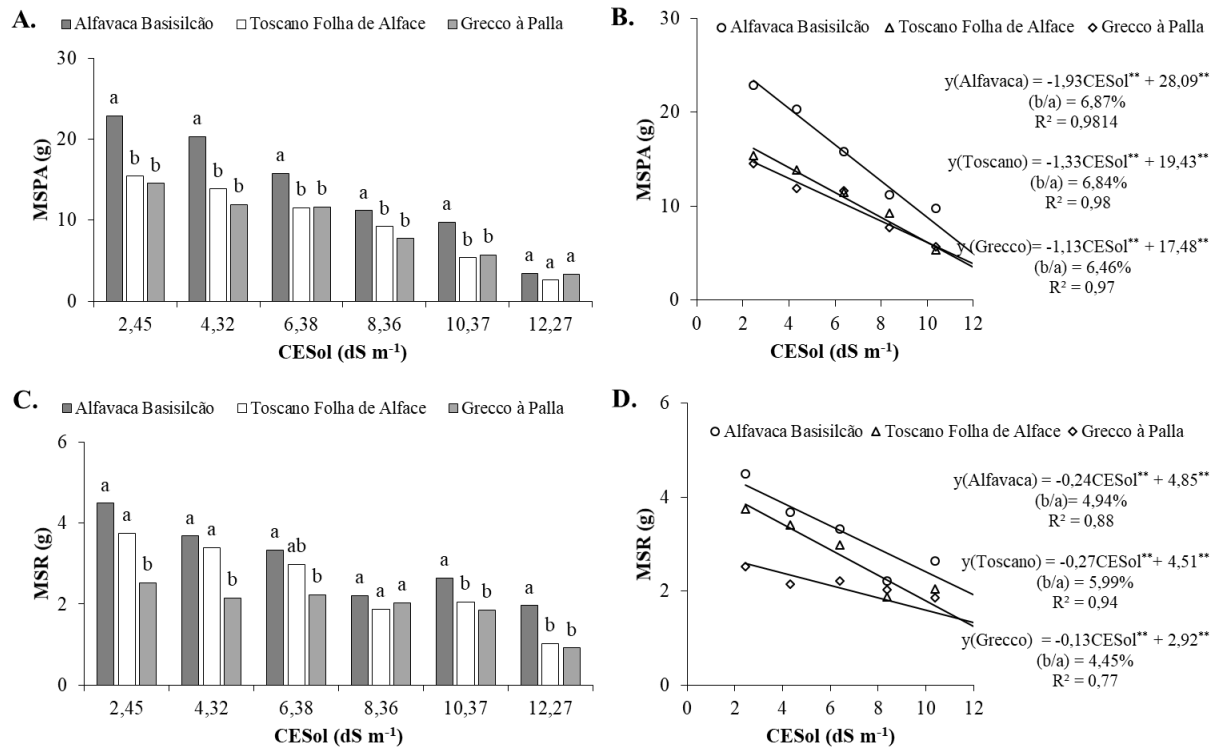 A.
Alfavaca Basisilcão Toscano Folha de Alface Grecco à Palla
30
20
10
0
MSPA (g)
a b b
a b b
a b b
a a b
a b b
a a a
2,45 4,32 6,38 8,36 10,37 12,27
CESol (dS m⁻¹)
B.
Alfavaca Basisilcão Toscano Folha de Alface Grecco à Palla
30
20
10
0
MSPA (g)
y(Alfavaca) = -1,93CESol** + 28,09**
(b/a) = 6,87%
R² = 0,9814
y(Toscano) = -1,33CESol** + 19,43**
(b/a) = 6,84%
R² = 0,98
y (Grecco) = -1,13CESol** + 17,48**
(b/a) = 6,46%
R² = 0,97
0 2 4 6 8 10 12
CESol (dS m⁻¹)
C.
Alfavaca Basisilcão Toscano Folha de Alface Grecco à Palla
6
4
2
0
MSR (g)
a a b
a a b
a ab b
a a a
a b b
a b b
2,45 4,32 6,38 8,36 10,37 12,27
CESol (dS m⁻¹)
D.
Alfavaca Basisilcão Toscano Folha de Alface Grecco à Palla
6
4
2
0
MSR (g)
y(Alfavaca) = -0,24CESol** + 4,85**
(b/a)= 4,94%
R² = 0,88
y(Toscano) = -0,27CESol**+ 4,51**
(b/a) = 5,99%
R² = 0,94
y(Grecco) = -0,13CESol** + 2,92**
(b/a) = 4,45%
R² = 0,77
0 2 4 6 8 10 12
CESol (dS m⁻¹)